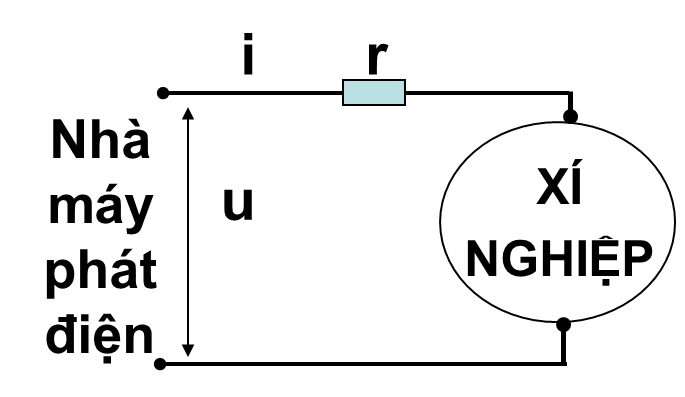 i
r
Nhà
máy
phát
điện
u
XÍ
NGHIỆP